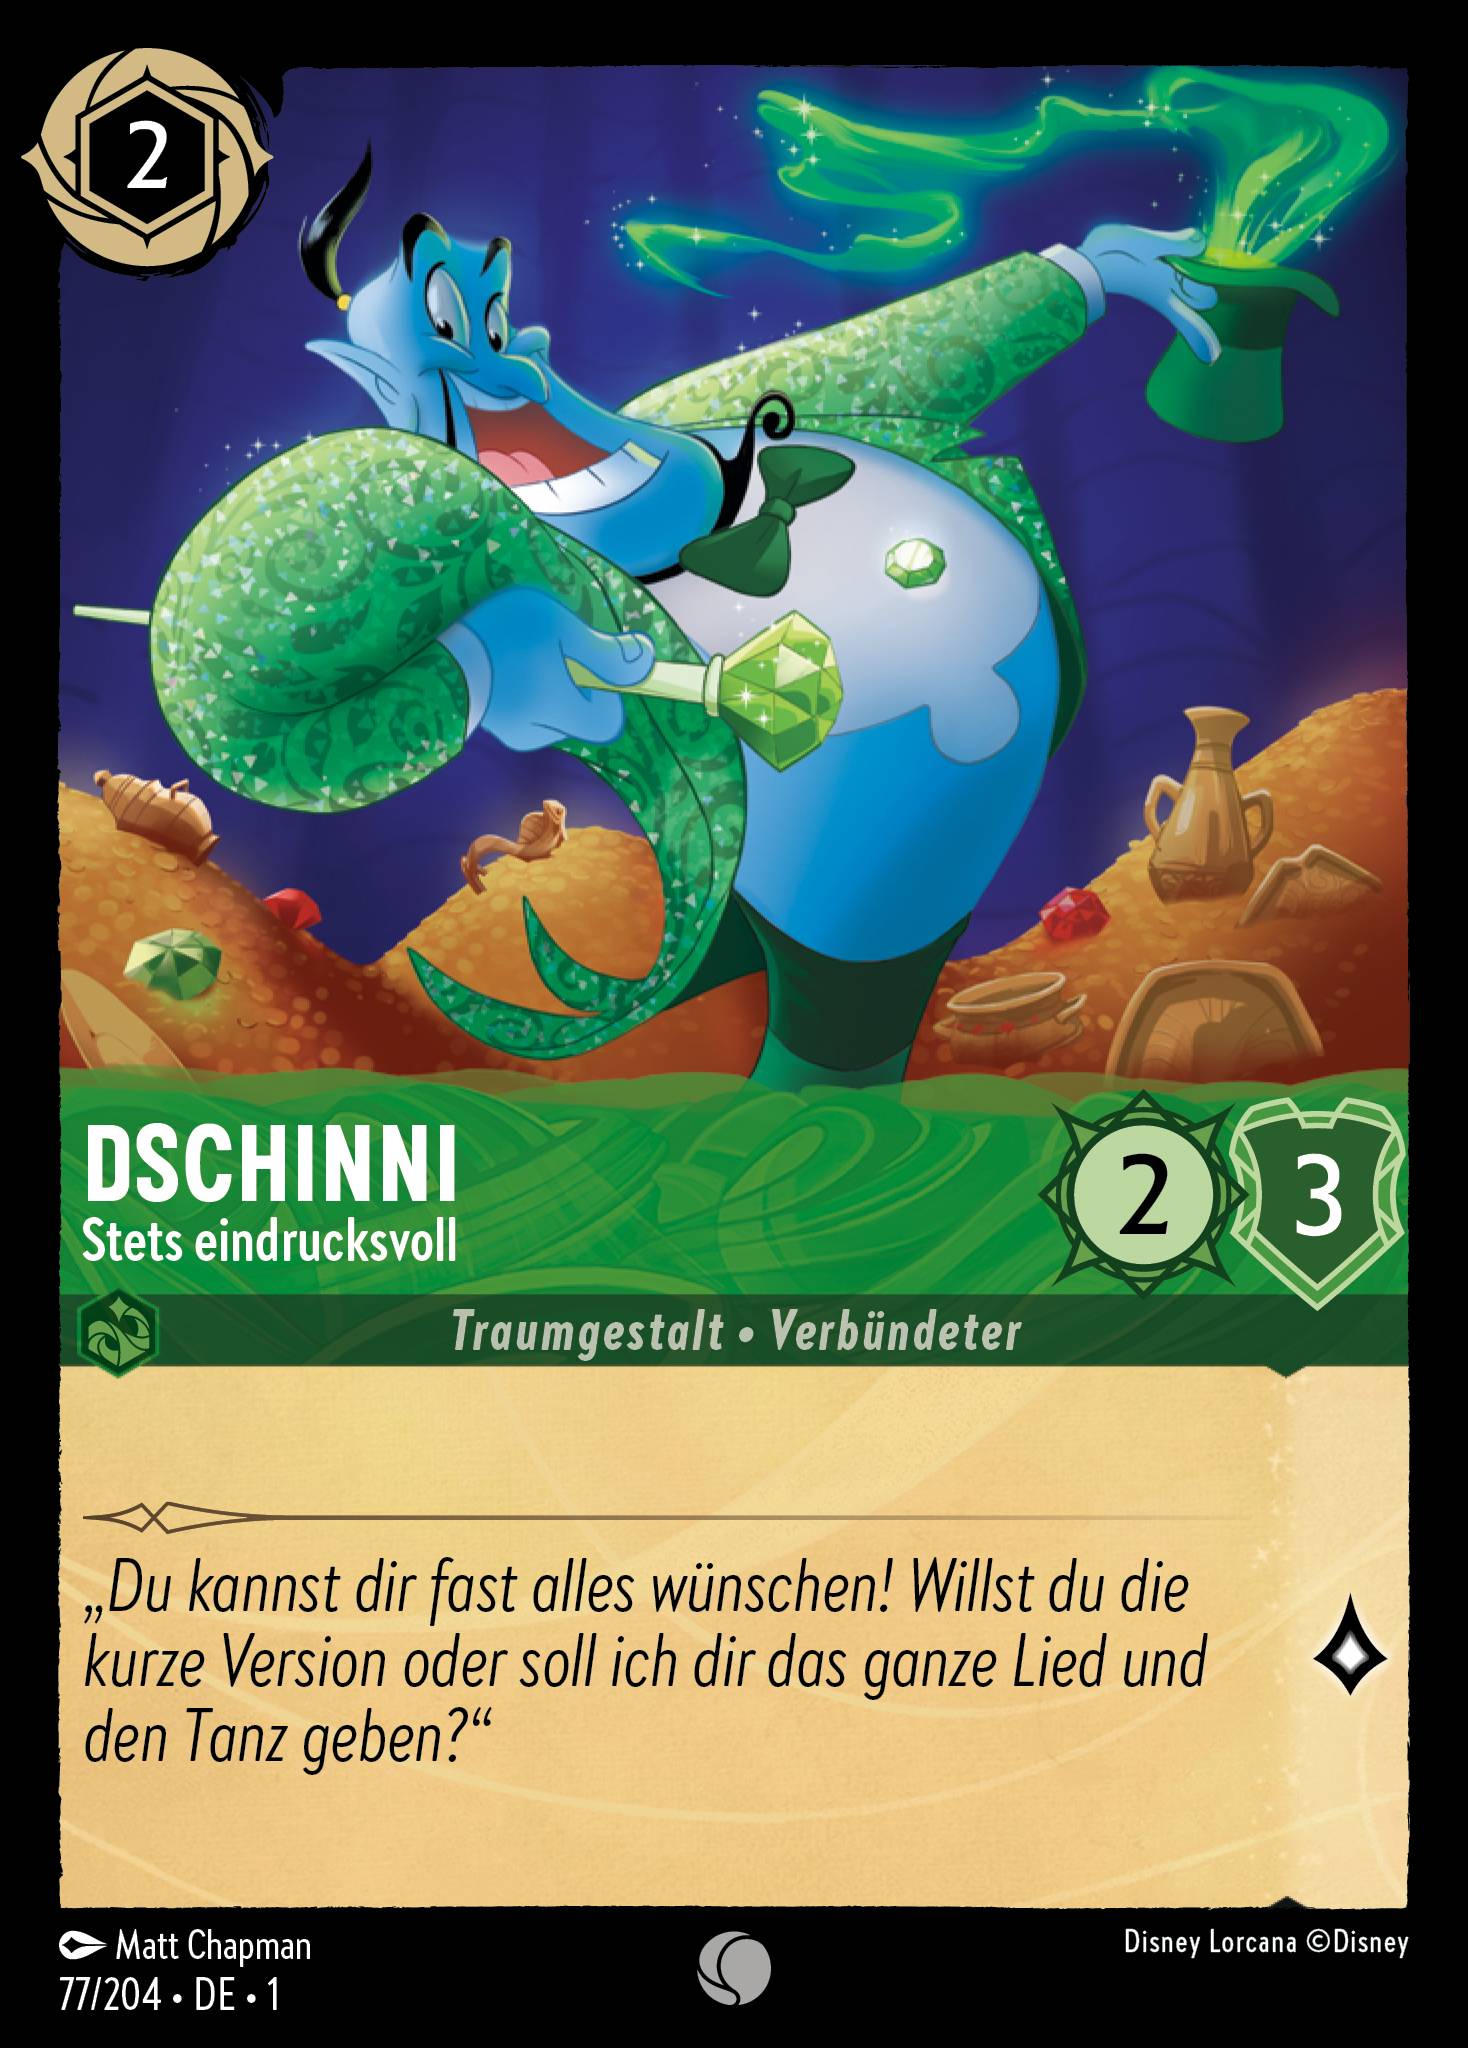 2
DSCHINNI
Stets eindrucksvoll
2 3
Traumgestalt • Verbündeter
„Du kannst dir fast alles wünschen! Willst du die
kurze Version oder soll ich dir das ganze Lied und
den Tanz geben?“
Matt Chapman
77/204 • DE • 1
Disney Lorcana ©Disney